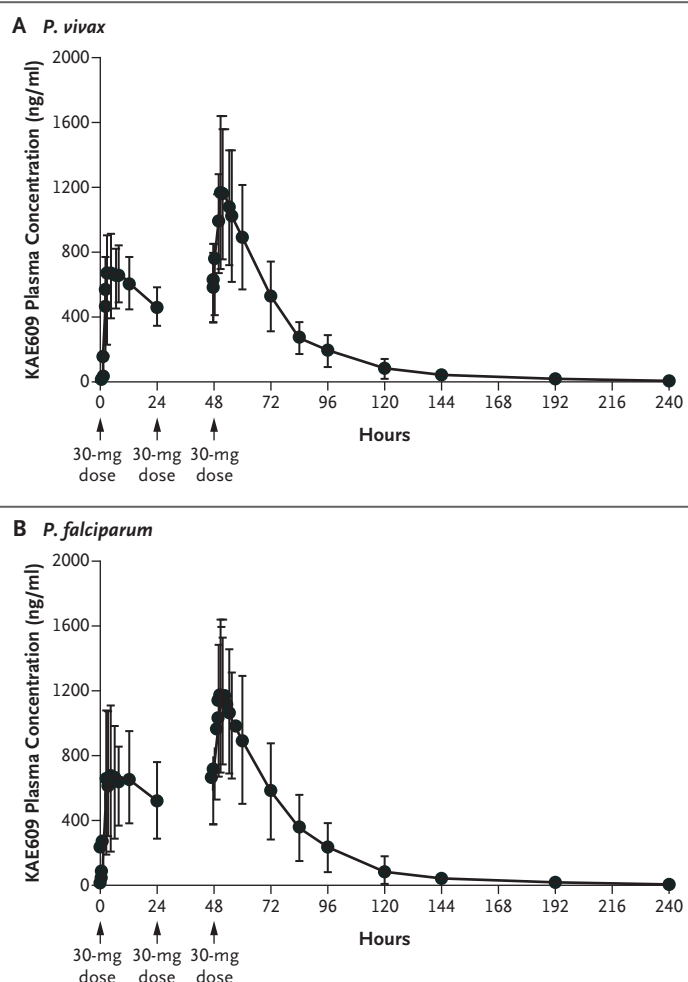 A P. vivax
KAE609 Plasma Concentration (ng/ml)
2000
1600
1200
800
400
0
0 24 48 72 96 120 144 168 192 216 240
Hours
30-mg 30-mg 30-mg
dose dose dose
B P. falciparum
KAE609 Plasma Concentration (ng/ml)
2000
1600
1200
800
400
0
0 24 48 72 96 120 144 168 192 216 240
Hours
30-mg 30-mg 30-mg
dose dose dose